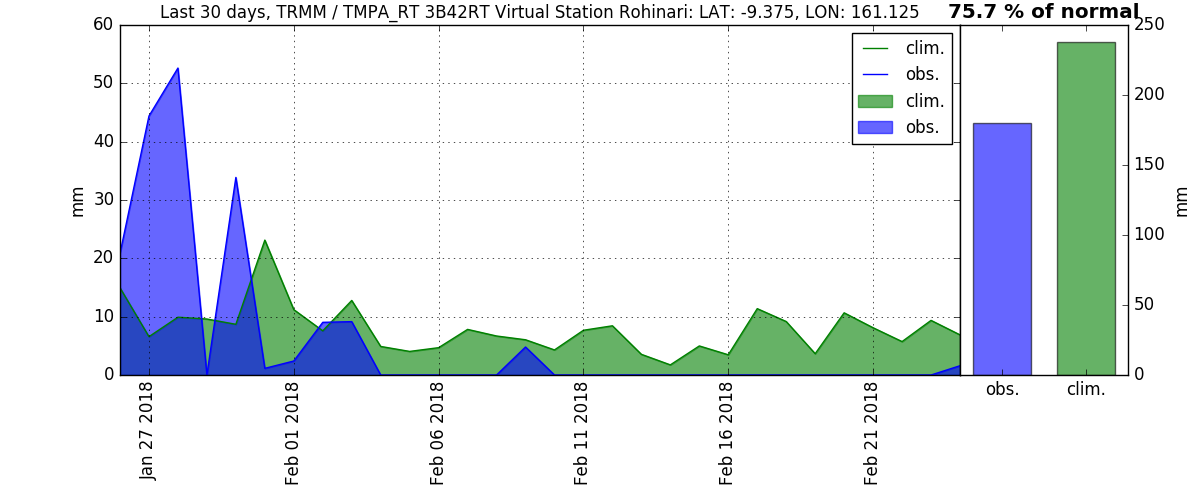 Last 30 days, TRMM / TMPA_RT 3B42RT Virtual Station Rohinari: LAT: -9.375, LON: 161.125
75.7 % of normal
60
50
40
30
20
10
0
mm
clim.
obs.
clim.
obs.
Jan 27 2018
Feb 01 2018
Feb 06 2018
Feb 11 2018
Feb 16 2018
Feb 21 2018
250
200
150
100
50
0
mm
obs.
clim.